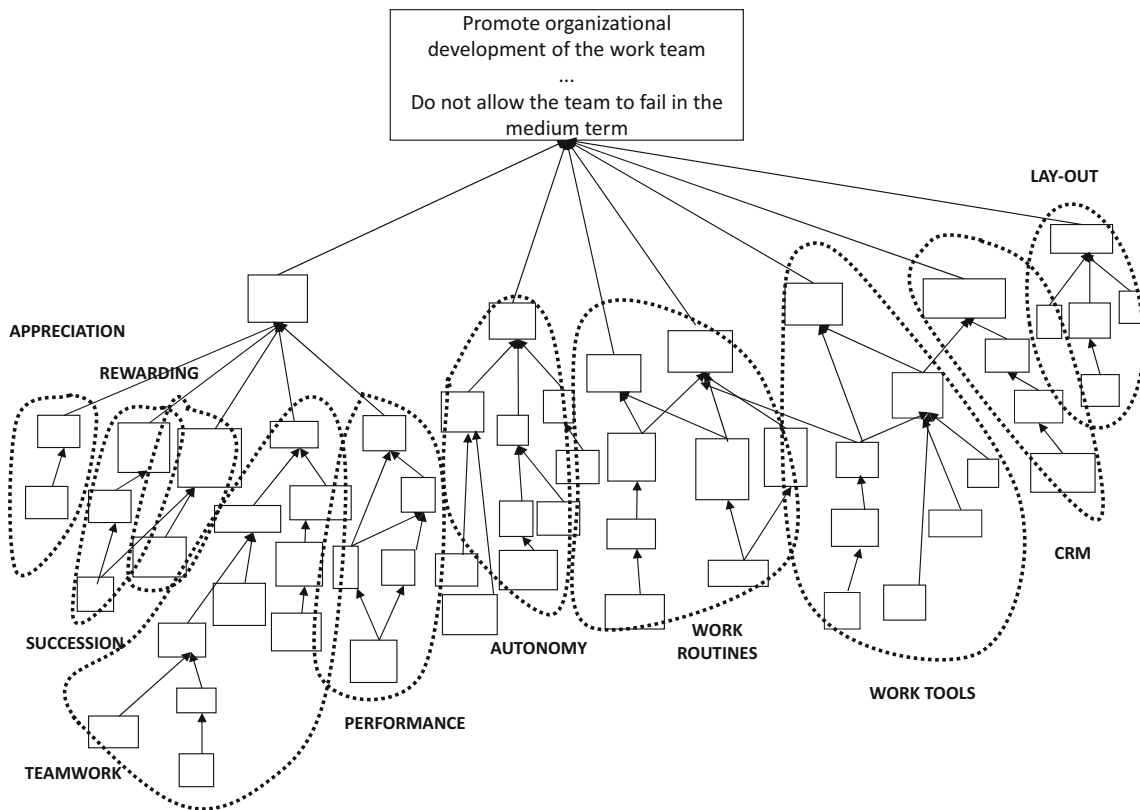 Promote organizational
development of the work team
...
Do not allow the team to fail in the
medium term
LAY-OUT
APPRECIATION
REWARDING
CRM
SUCCESSION
AUTONOMY
WORK
ROUTINES
WORK TOOLS
PERFORMANCE
TEAMWORK